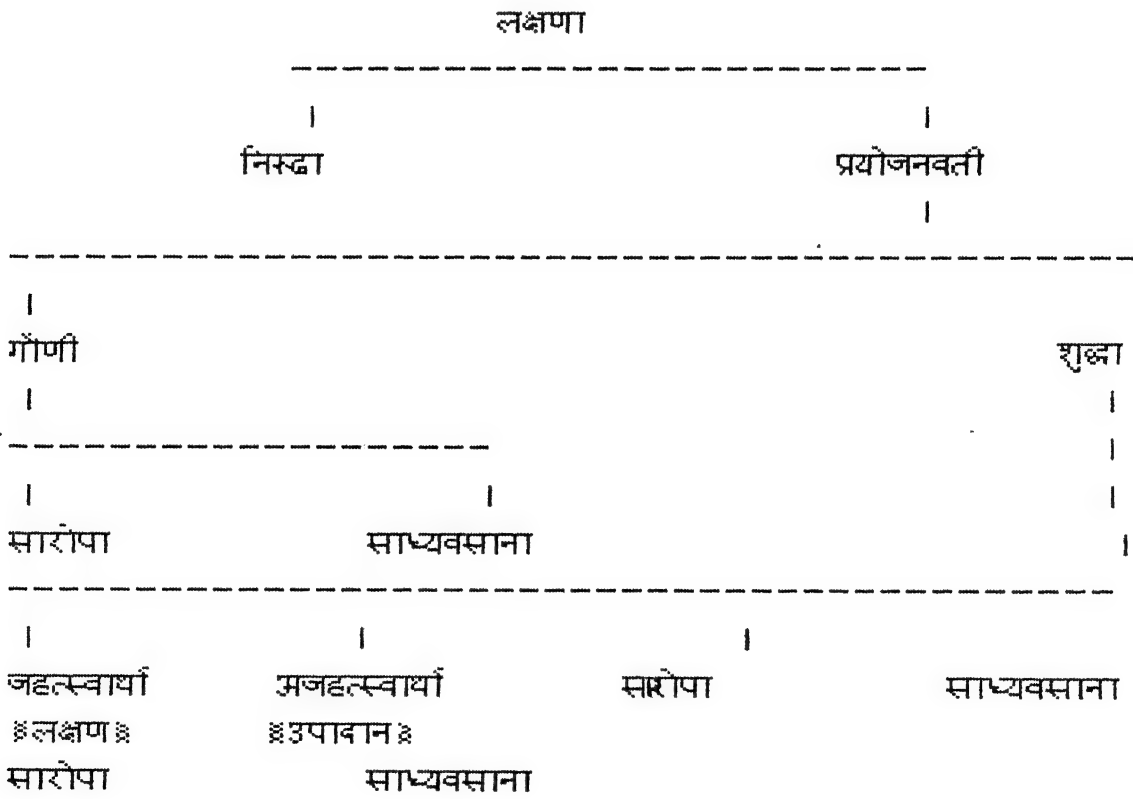 लक्षणा
निरूढा प्रयोजनवती
गौणी शुद्धा
सारोपा साध्यवसाना
जहत्स्वार्था अजहत्स्वार्था सारोपा साध्यवसाना
※लक्षण※ ※उपादान※
सारोपा साध्यवसाना